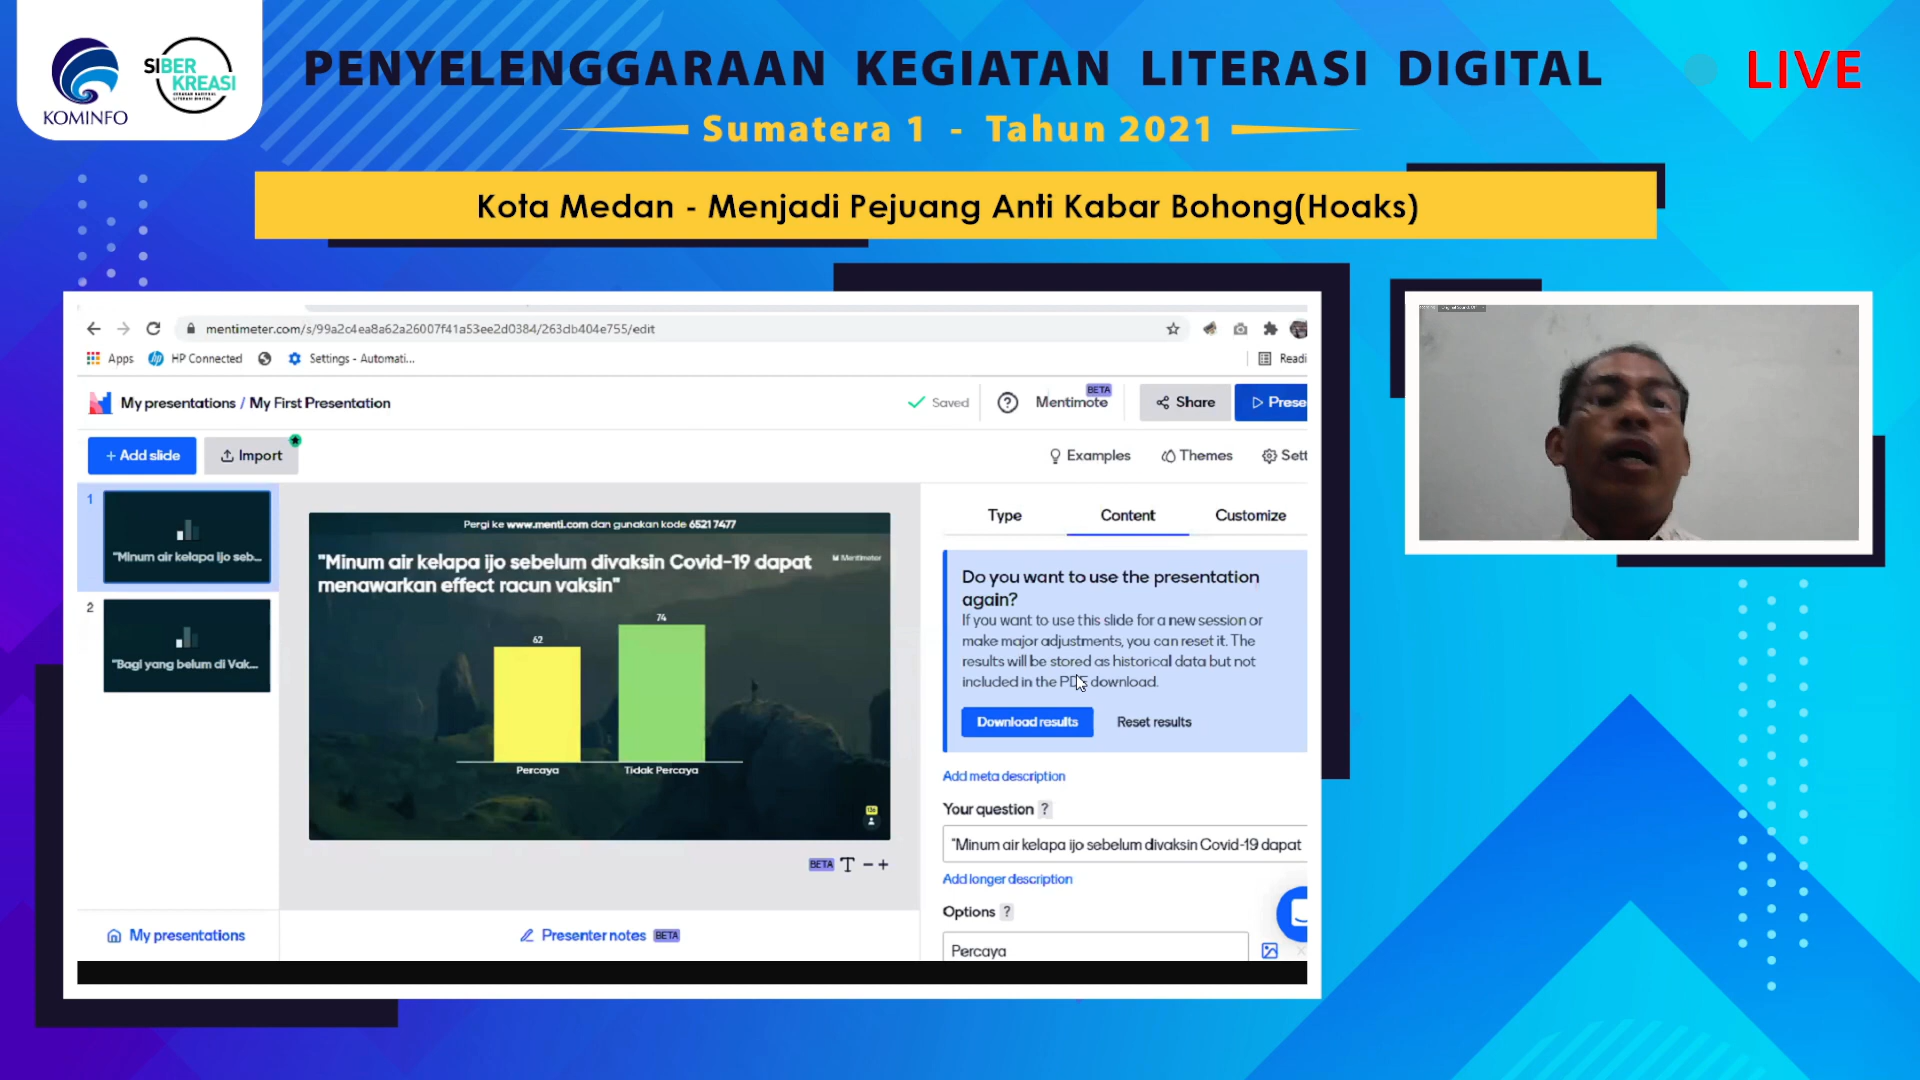 KOMINFO
SIBER
KREASI
PENYELENGGARAAN KEGIATAN LITERASI DIGITAL
LIVE
Sumatera 1 - Tahun 2021
Kota Medan - Menjadi Pejuang Anti Kabar Bohong(Hoaks)
mentimeter.com/s/99a2c4ea8a62a26007f41a53ee2d0384/263db404e755/edit
Apps
HP Connected
Settings - Automati...
Readi
My presentations / My First Presentation
Saved
Mentimote
BETA
Share
Prese
+ Add slide
Import
Examples
Themes
Sett
1
"Minum air kelapa ijo seb...
2
"Bagi yang belum di Vak...
Pergi ke www.menti.com dan gunakan kode 6521 7477
"Minum air kelapa ijo sebelum divaksin Covid-19 dapat
menawarkan effect racun vaksin"
Mentimeter
62
74
Percaya
Tidak Percaya
BETA T − +
Type
Content
Customize
Do you want to use the presentation
again?
If you want to use this slide for a new session or
make major adjustments, you can reset it. The
results will be stored as historical data but not
included in the PDF download.
Download results
Reset results
Add meta description
Your question ?
"Minum air kelapa ijo sebelum divaksin Covid-19 dapat
Add longer description
Options ?
Percaya
My presentations
Presenter notes BETA